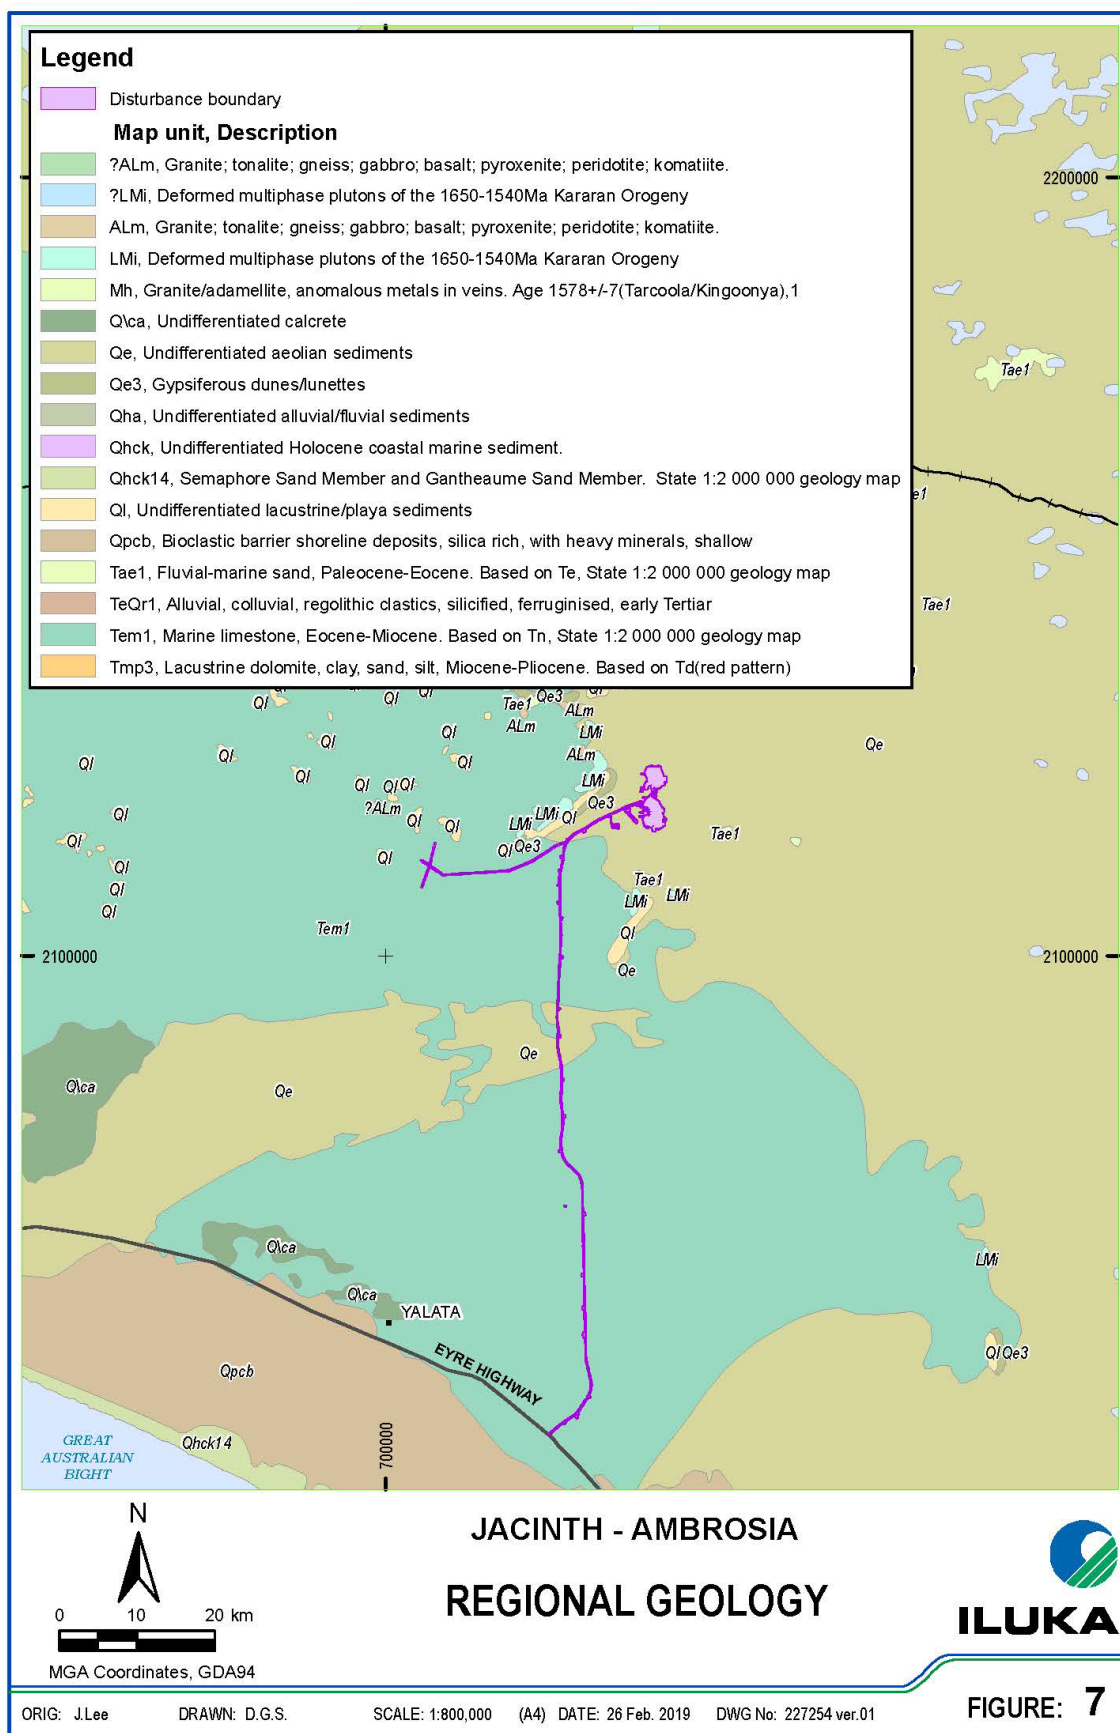 Legend
Disturbance boundary
Map unit, Description
?ALm, Granite; tonalite; gneiss; gabbro; basalt; pyroxenite; peridotite; komatiite.
?LMi, Deformed multiphase plutons of the 1650-1540Ma Kararan Orogeny
ALm, Granite; tonalite; gneiss; gabbro; basalt; pyroxenite; peridotite; komatiite.
LMi, Deformed multiphase plutons of the 1650-1540Ma Kararan Orogeny
Mh, Granite/adamellite, anomalous metals in veins. Age 1578+/-7(Tarcoola/Kingoonya),1
Q\ca, Undifferentiated calcrete
Qe, Undifferentiated aeolian sediments
Qe3, Gypsiferous dunes/lunettes
Qha, Undifferentiated alluvial/fluvial sediments
Qhck, Undifferentiated Holocene coastal marine sediment.
Qhck14, Semaphore Sand Member and Gantheaume Sand Member. State 1:2 000 000 geology map
Ql, Undifferentiated lacustrine/playa sediments
Qpcb, Bioclastic barrier shoreline deposits, silica rich, with heavy minerals, shallow
Tae1, Fluvial-marine sand, Paleocene-Eocene. Based on Te, State 1:2 000 000 geology map
TeQr1, Alluvial, colluvial, regolithic clastics, silicified, ferruginised, early Tertiar
Tem1, Marine limestone, Eocene-Miocene. Based on Tn, State 1:2 000 000 geology map
Tmp3, Lacustrine dolomite, clay, sand, silt, Miocene-Pliocene. Based on Td(red pattern)
2200000
Tae1
e1
Tae1
Ql Ql Ql Tae1 Qe3 ALm
Ql ALm LMi
Ql Ql Qe
Ql Ql ALm
Ql Ql Ql Ql LMi
?ALm Qe3
Ql Ql Ql LMi Ql
LMi
Ql Tae1
Ql Ql Qe3
Ql
Ql Tae1
Ql LMi LMi
Ql
Tem1 Ql
2100000 2100000
Qe
Qe
Q\ca Qe
Q\ca
LMi
Q\ca
YALATA
EYRE HIGHWAY
Ql Qe3
Qpcb
Qhck14
GREAT
AUSTRALIAN
BIGHT
700000
N
JACINTH - AMBROSIA
REGIONAL GEOLOGY
0 10 20 km
MGA Coordinates, GDA94
ILUKA
ORIG: J.Lee DRAWN: D.G.S. SCALE: 1:800,000 (A4) DATE: 26 Feb. 2019 DWG No: 227254 ver.01
FIGURE: 7